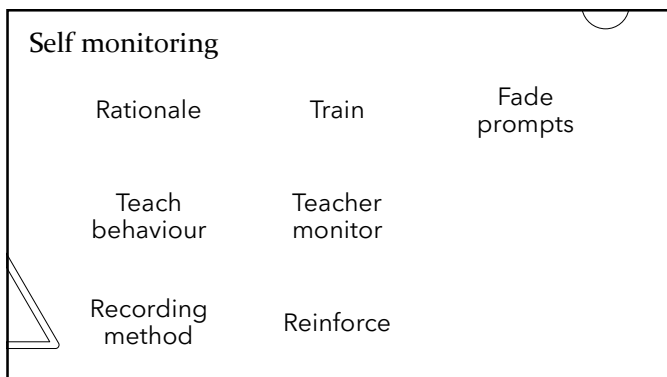 Self monitoring
Rationale
Teach
behaviour
Recording
method
Train
Teacher
monitor
Reinforce
Fade
prompts